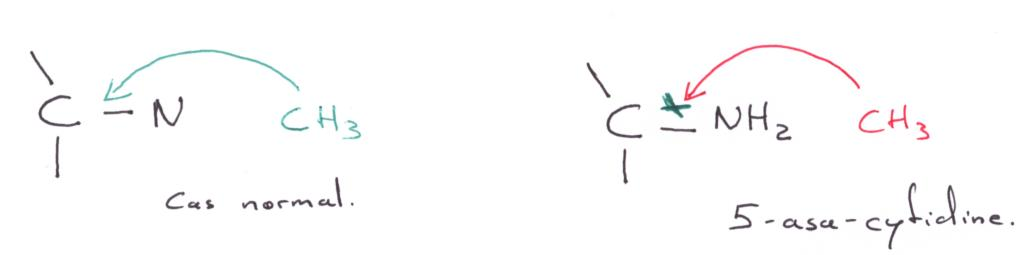 C = N CH3
Cas normal.
C = NH2 CH3
5-asa-cytidine.